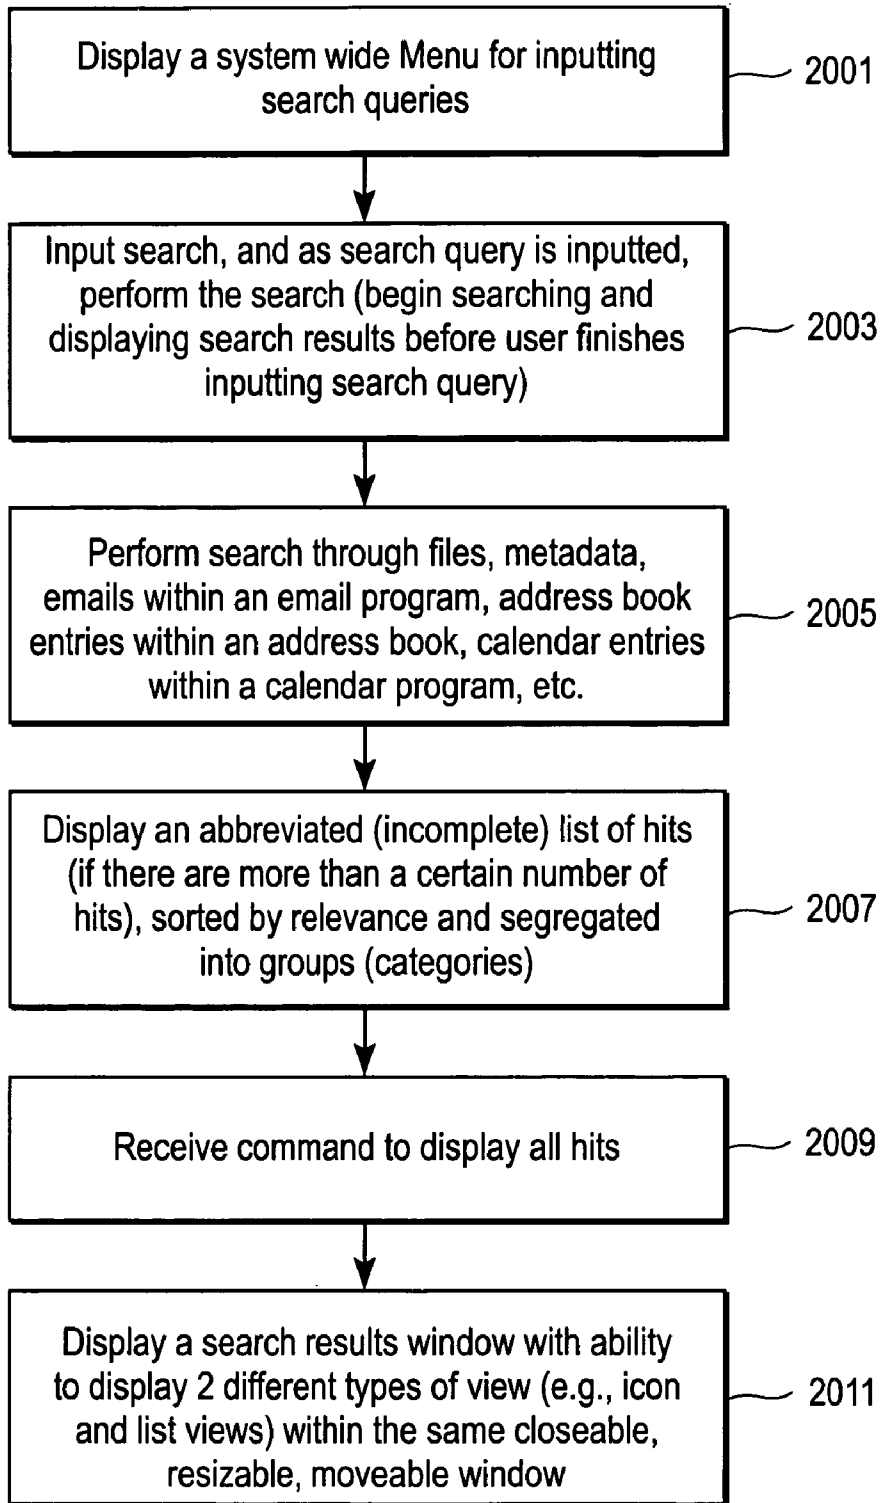 Display a system wide Menu for inputting
search queries
2001
Input search, and as search query is inputted,
perform the search (begin searching and
displaying search results before user finishes
inputting search query)
2003
Perform search through files, metadata,
emails within an email program, address book
entries within an address book, calendar entries
within a calendar program, etc.
2005
Display an abbreviated (incomplete) list of hits
(if there are more than a certain number of
hits), sorted by relevance and segregated
into groups (categories)
2007
Receive command to display all hits
2009
Display a search results window with ability
to display 2 different types of view (e.g., icon
and list views) within the same closeable,
resizable, moveable window
2011